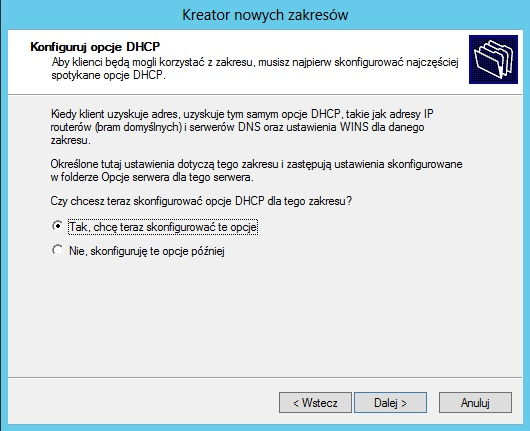 Kreator nowych zakresów
Konfiguruj opcje DHCP
Aby klienci będą mogli korzystać z zakresu, musisz najpierw skonfigurować najczęściej
spotykane opcje DHCP.
Kiedy klient uzyskuje adres, uzyskuje tym samym opcje DHCP, takie jak adresy IP
routerów (bram domyślnych) i serwerów DNS oraz ustawienia WINS dla danego
zakresu.
Określone tutaj ustawienia dotyczą tego zakresu i zastępują ustawienia skonfigurowane
w folderze Opcje serwera dla tego serwera.
Czy chcesz teraz skonfigurować opcje DHCP dla tego zakresu?
Tak, chcę teraz skonfigurować te opcje
Nie, skonfiguruję te opcje później
< Wstecz
Dalej >
Anuluj